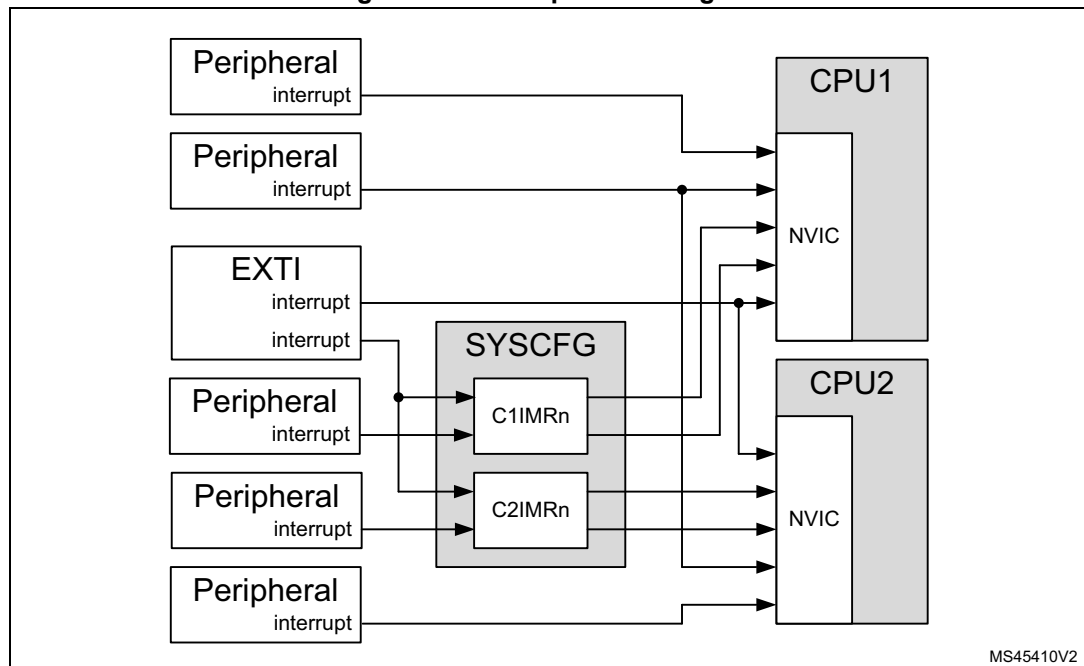 Peripheral
interrupt
Peripheral
interrupt
EXTI
interrupt
interrupt
Peripheral
interrupt
Peripheral
interrupt
Peripheral
interrupt
SYSCFG
C1IMRn
C2IMRn
CPU1
NVIC
CPU2
NVIC
MS45410V2